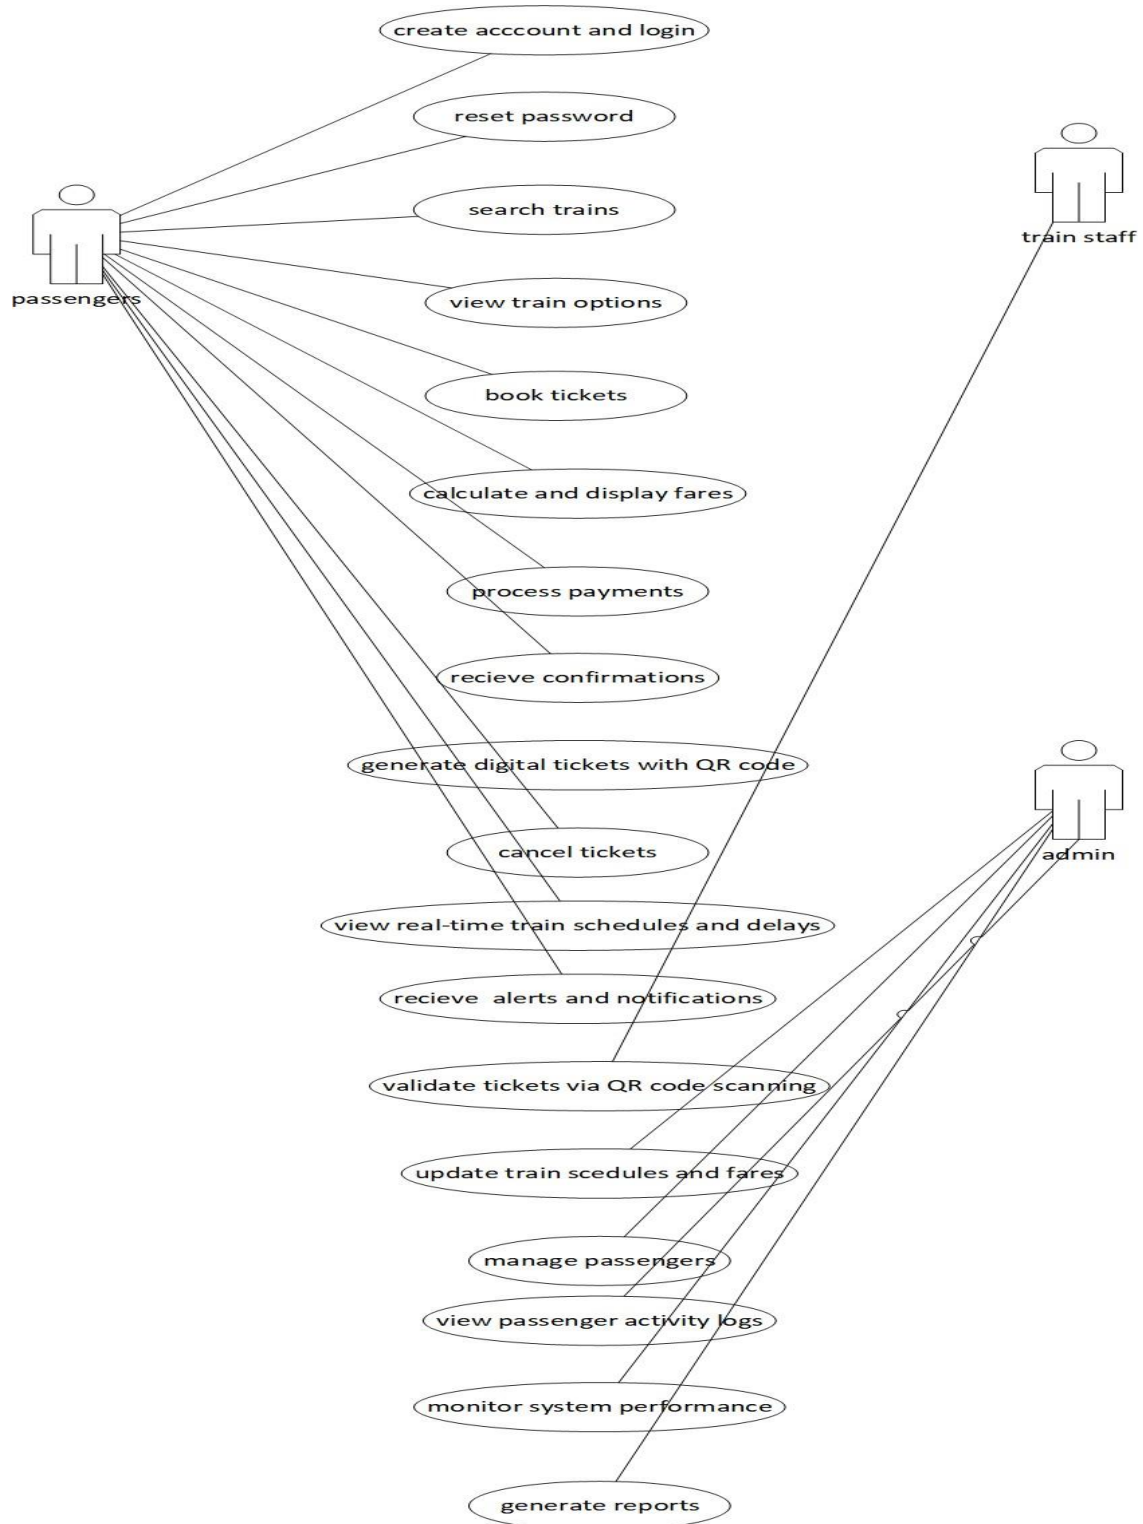 create acccount and login
reset password
search trains
train staff
passengers
view train options
book tickets
calculate and display fares
process payments
recieve confirmations
generate digital tickets with QR code
cancel tickets
admin
view real-time train schedules and delays
recieve alerts and notifications
validate tickets via QR code scanning
update train scedules and fares
manage passengers
view passenger activity logs
monitor system performance
generate reports